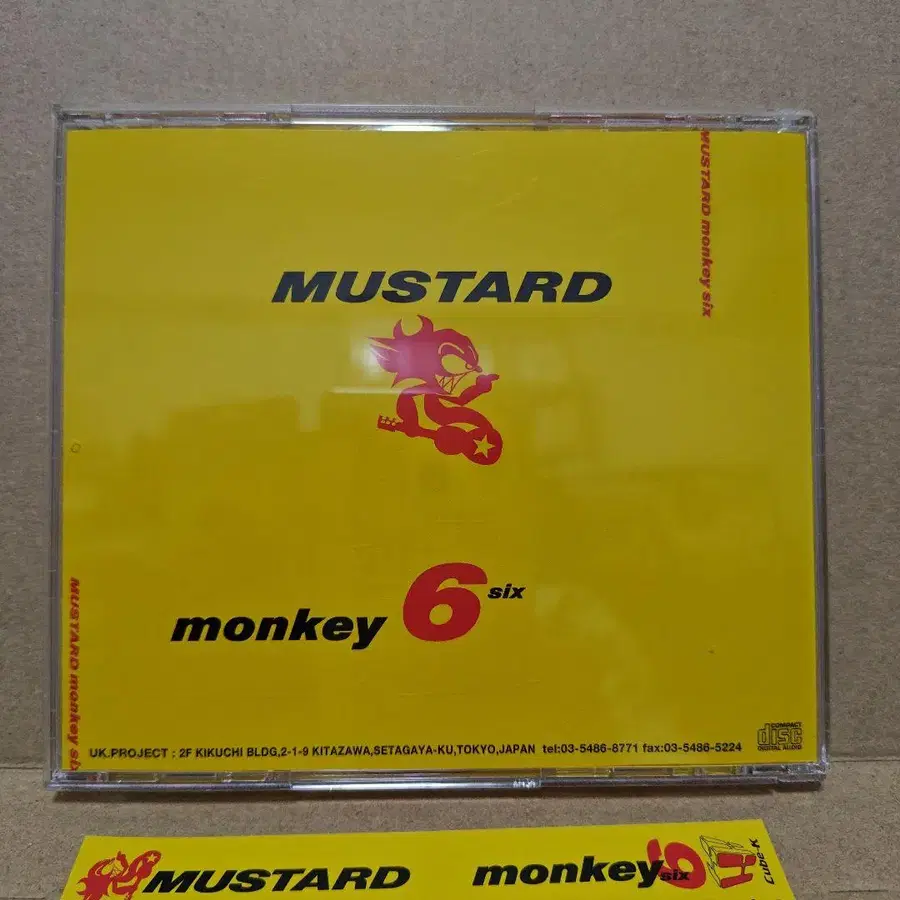 MUSTARD monkey six
MUSTARD
monkey 6 six
MUSTARD monkey six
UK.PROJECT : 2F KIKUCHI BLDG,2-1-9 KITAZAWA,SETAGAYA-KU,TOKYO,JAPAN tel:03-5486-8771 fax:03-5486-5224
COMPACT
disc
DIGITAL AUDIO
MUSTARD
monkey 6 six
Cube-K